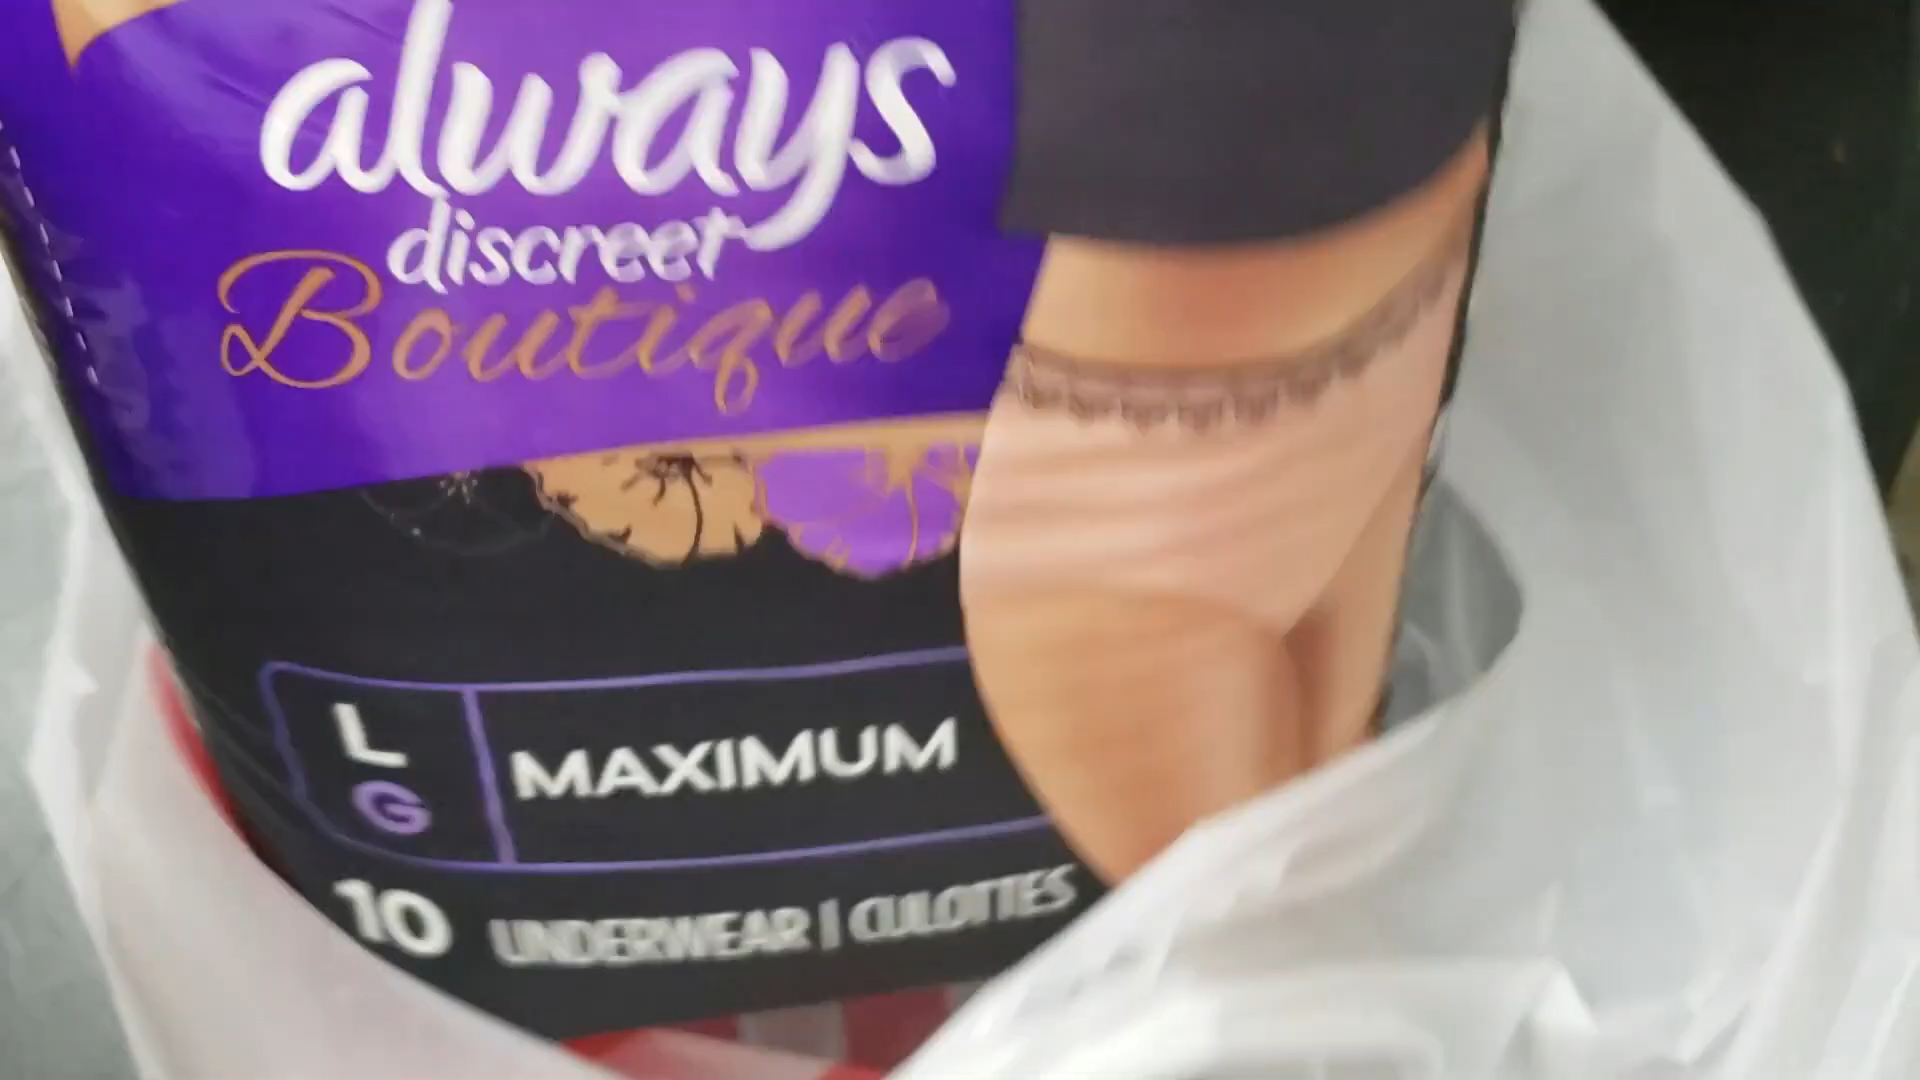 always
discreet
Boutique
L
G
MAXIMUM
10 UNDERWEAR | CULOTTES